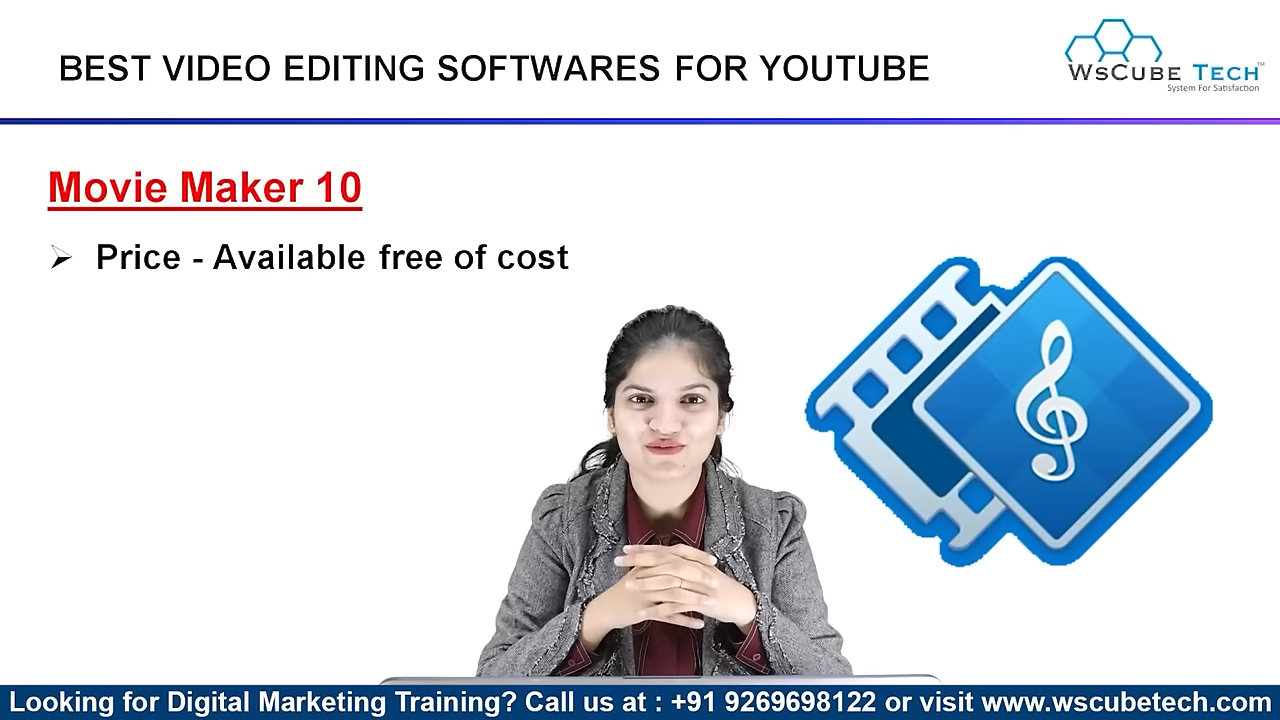 BEST VIDEO EDITING SOFTWARES FOR YOUTUBE
WsCube Tech™
System For Satisfaction
Movie Maker 10
➢ Price - Available free of cost
Looking for Digital Marketing Training? Call us at : +91 9269698122 or visit www.wscubetech.com